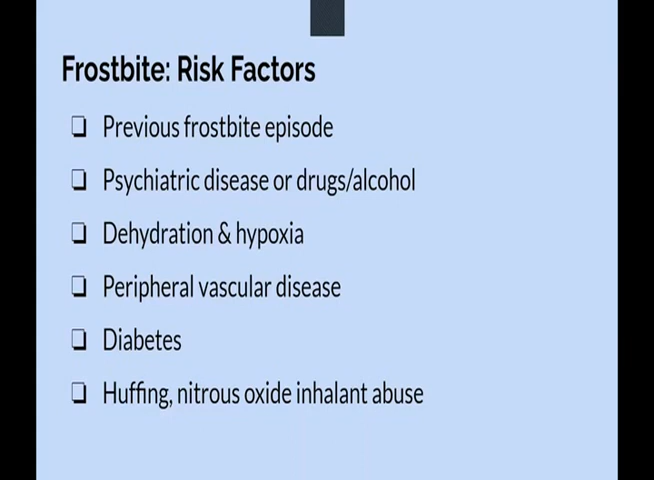 Frostbite: Risk Factors
❏ Previous frostbite episode
❏ Psychiatric disease or drugs/alcohol
❏ Dehydration & hypoxia
❏ Peripheral vascular disease
❏ Diabetes
❏ Huffing, nitrous oxide inhalant abuse